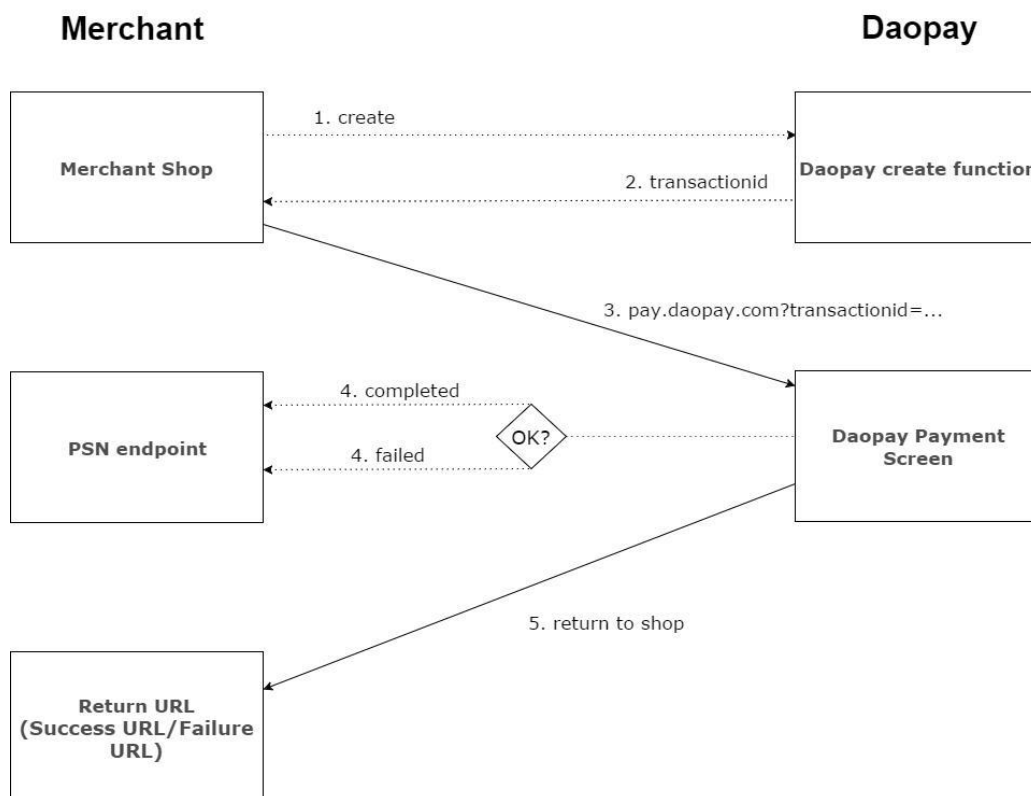 Merchant
Daopay
1. create
Merchant Shop
Daopay create function
2. transactionid
3. pay.daopay.com?transactionid=...
4. completed
PSN endpoint
OK?
Daopay Payment
Screen
4. failed
5. return to shop
Return URL
(Success URL/Failure
URL)